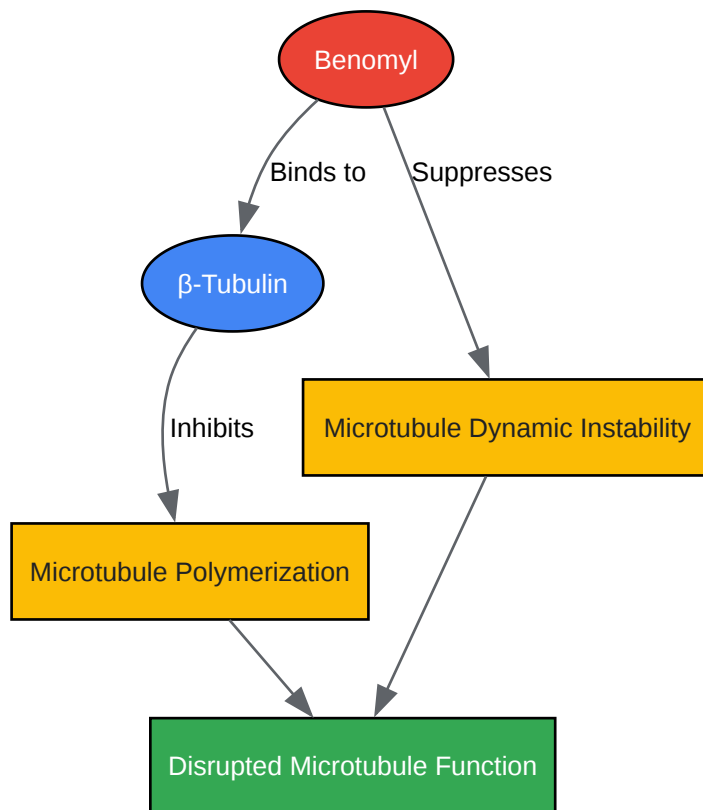 Benomyl
Binds to
Suppresses
β-Tubulin
Inhibits
Microtubule Dynamic Instability
Microtubule Polymerization
Disrupted Microtubule Function